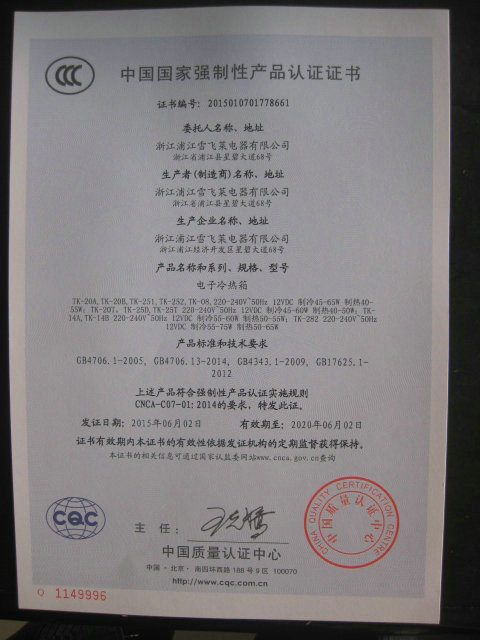 中国国家强制性产品认证证书
证书编号: 2015010701778661
委托人名称、地址
浙江浦江雪飞莱电器有限公司
浙江省浦江县星碧大道68号
生产者(制造商)名称、地址
浙江浦江雪飞莱电器有限公司
浙江省浦江县星碧大道68号
生产企业名称、地址
浙江浦江雪飞莱电器有限公司
浙江浦江经济开发区星碧大道68号
产品名称和系列、规格、型号
电子冷热箱
TK-20A,TK-20B,TK-251,TK-252,TK-08,220-240V~50Hz 12VDC 制冷45-65W 制热40-
55W; TK-20T、TK-25D,TK-25T 220-240V~50Hz 12VDC 制冷45-60W 制热40-50W; TK-
14A,TK-14B 220-240V~50Hz 12VDC 制冷55-60W 制热50-55W; TK-282 220-240V~50Hz
12VDC 制冷55-75W 制热50-65W
产品标准和技术要求
GB4706.1-2005, GB4706.13-2014, GB4343.1-2009, GB17625.1-
2012
上述产品符合强制性产品认证实施规则
CNCA-C07-01:2014的要求，特发此证。
发证日期: 2015年06月02日 有效期至: 2020年06月02日
证书有效期内本证书的有效性依据发证机构的定期监督获得保持。
本证书的相关信息可通过国家认监委网站www.cnca.gov.cn查询
CQC
主任:
中国质量认证中心
CHINA QUALITY CERTIFICATION CENTRE
中国质量认证中心
中国·北京·南四环西路188号9区 100070
http://www.cqc.com.cn
Q 1149996